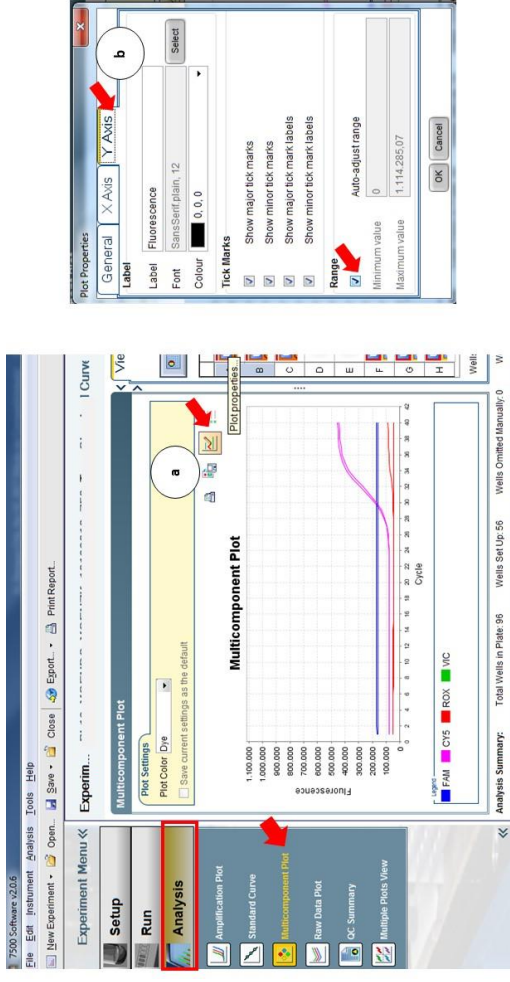 7500 Software v2.0.6
File Edit Instrument Analysis Tools Help
New Experiment Open... Save Close Export... Print Report...
Experiment Menu «
Experim...
l Curve
Setup
Run
Analysis
Amplification Plot
Standard Curve
Multicomponent Plot
Raw Data Plot
QC Summary
Multiple Plots View
Multicomponent Plot
Plot Settings
Plot Color Dye
Save current settings as the default
a
Plot properties...
Multicomponent Plot
Fluorescence
1.100.000
1.000.000
900.000
800.000
700.000
600.000
500.000
400.000
300.000
200.000
100.000
0
0 2 4 6 8 10 12 14 16 18 20 22 24 26 28 30 32 34 36 38 40 42
Cycle
Legend
FAM CY5 ROX VIC
Vie
B
C
D
E
F
G
H
Wells
Analysis Summary: Total Wells in Plate: 96 Wells Set Up: 56 Wells Omitted Manually: 0 W
Plot Properties
b
General X Axis Y Axis
Label
Label Fluorescence
Font SansSerif.plain, 12 Select
Colour 0, 0, 0
Tick Marks
Show major tick marks
Show minor tick marks
Show major tick mark labels
Show minor tick mark labels
Range
Auto-adjust range
Minimum value 0
Maximum value 1.114.285,07
OK Cancel